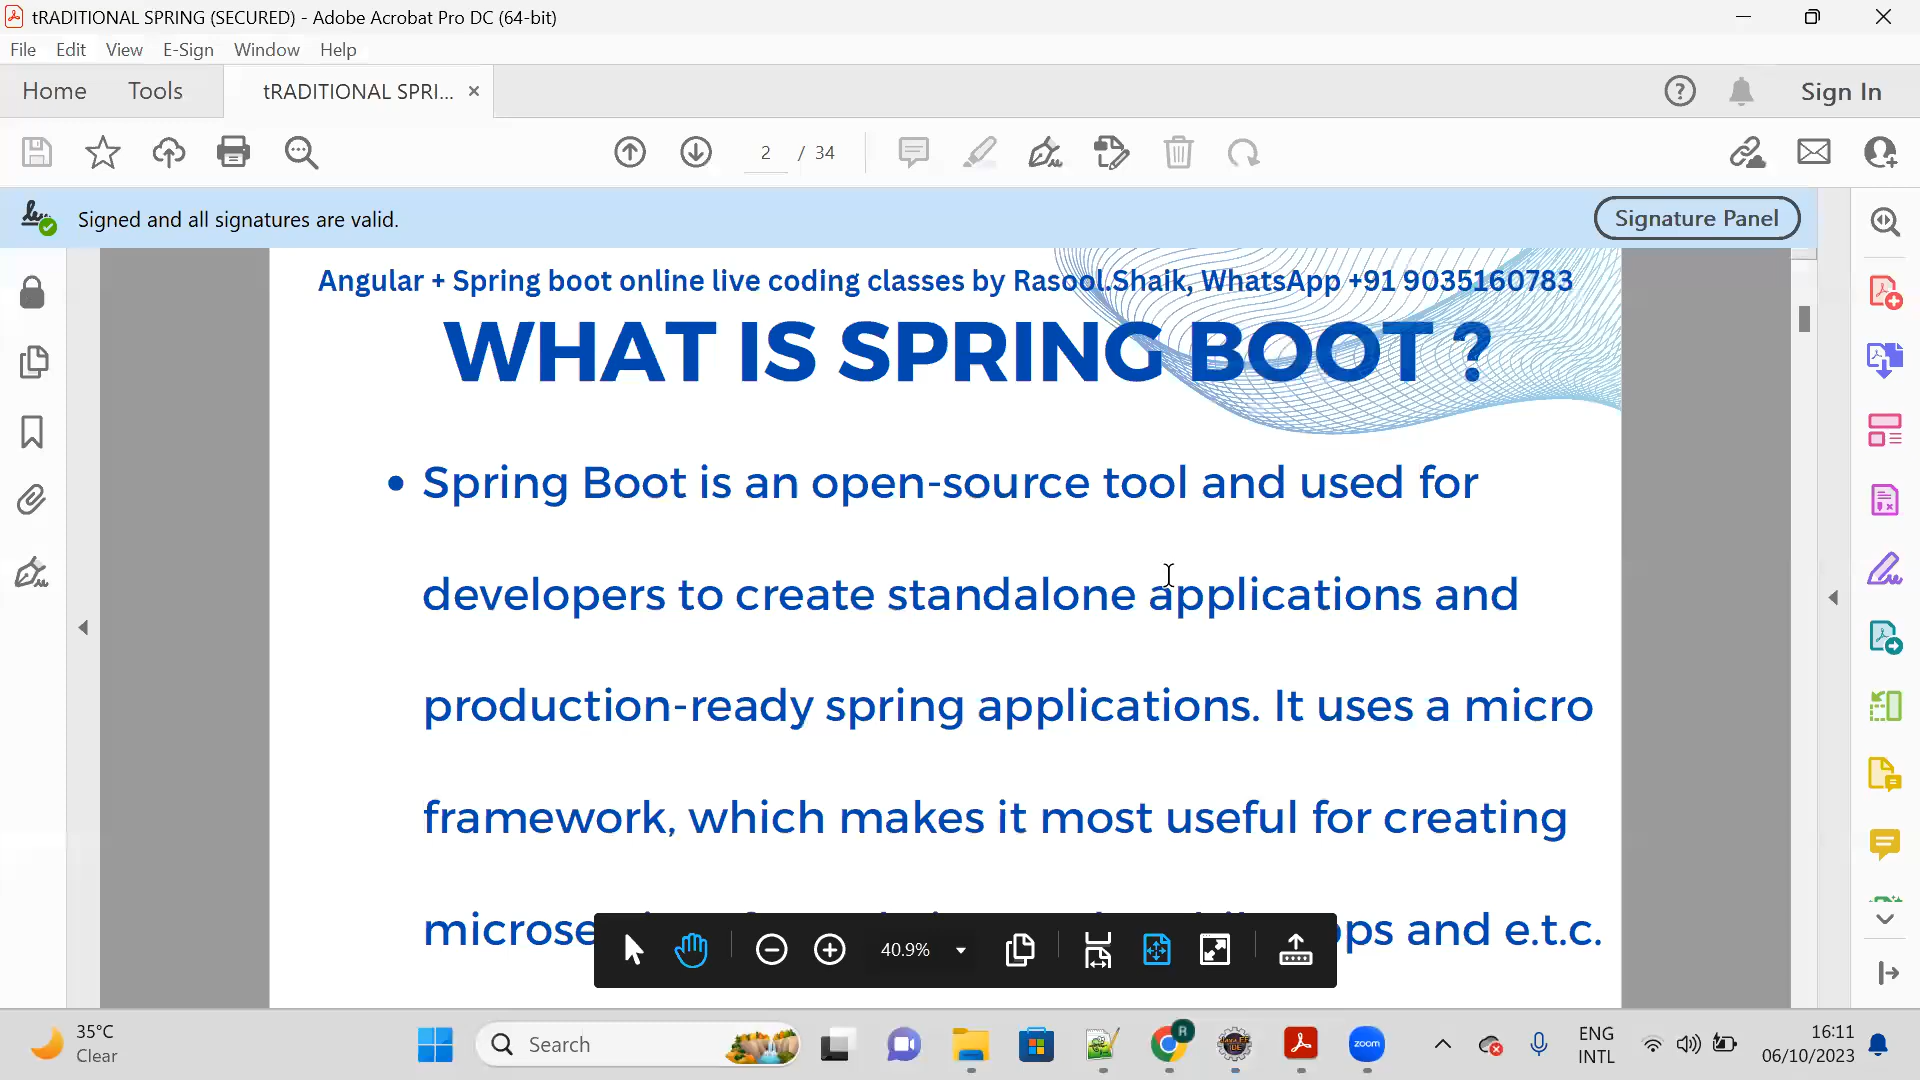 tRADITIONAL SPRING (SECURED) - Adobe Acrobat Pro DC (64-bit)
File Edit View E-Sign Window Help
Home Tools tRADITIONAL SPRI... Sign In
2 / 34
Signed and all signatures are valid. Signature Panel
Angular + Spring boot online live coding classes by Rasool.Shaik, WhatsApp +91 9035160783
WHAT IS SPRING BOOT ?
• Spring Boot is an open-source tool and used for
developers to create standalone applications and
production-ready spring applications. It uses a micro
framework, which makes it most useful for creating
and e.t.c.
40.9%
35°C
Clear
Search
zoom
ENG
INTL
16:11
06/10/2023